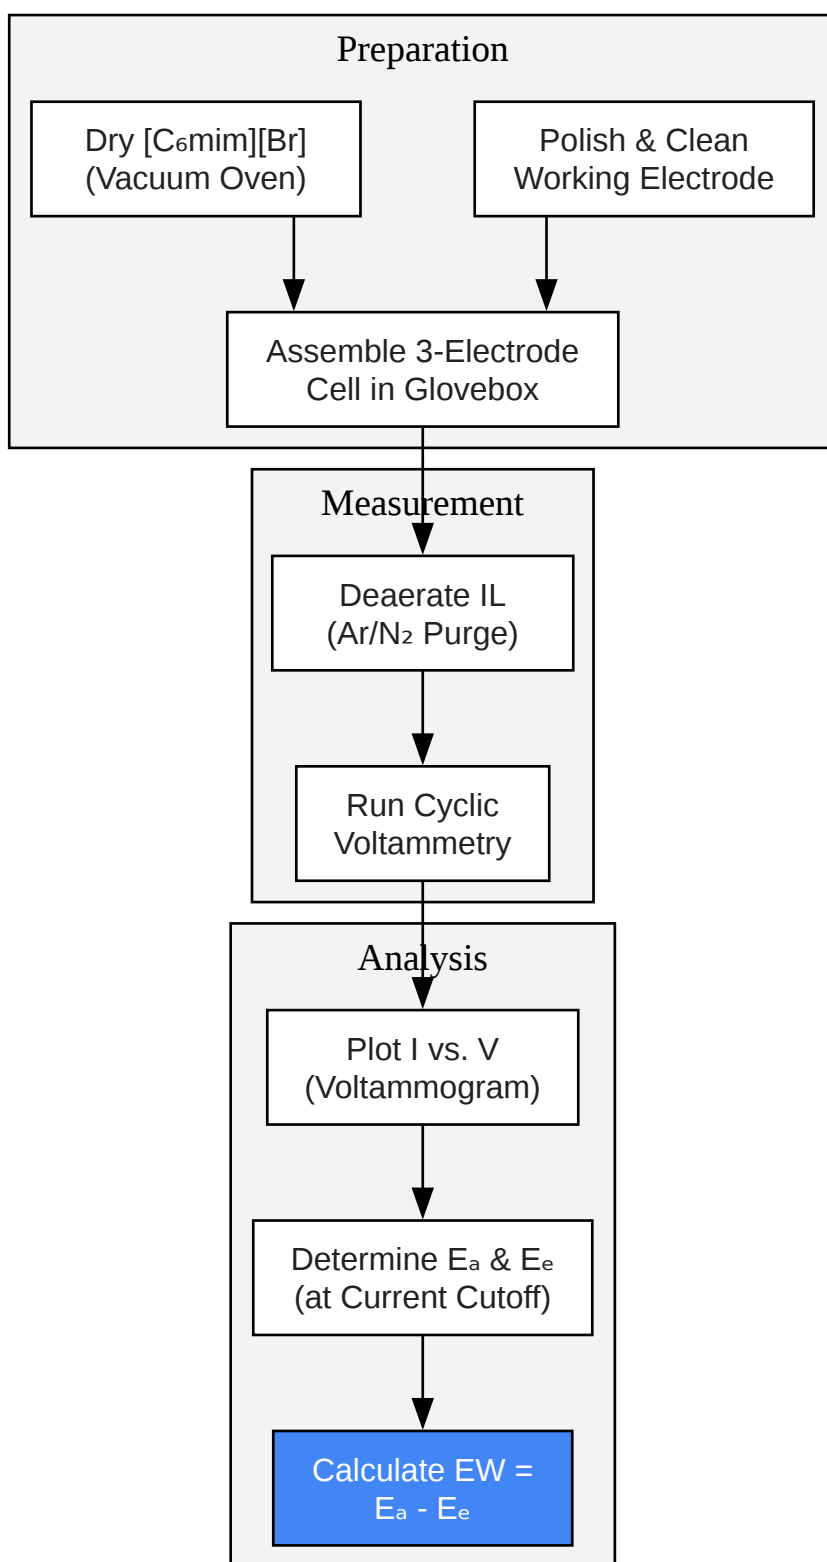 Preparation
Dry [C₆mim][Br]
(Vacuum Oven)
Polish & Clean
Working Electrode
Assemble 3-Electrode
Cell in Glovebox
Measurement
Deaerate IL
(Ar/N₂ Purge)
Run Cyclic
Voltammetry
Analysis
Plot I vs. V
(Voltammogram)
Determine Eₐ & Eₑ
(at Current Cutoff)
Calculate EW =
Eₐ - Eₑ